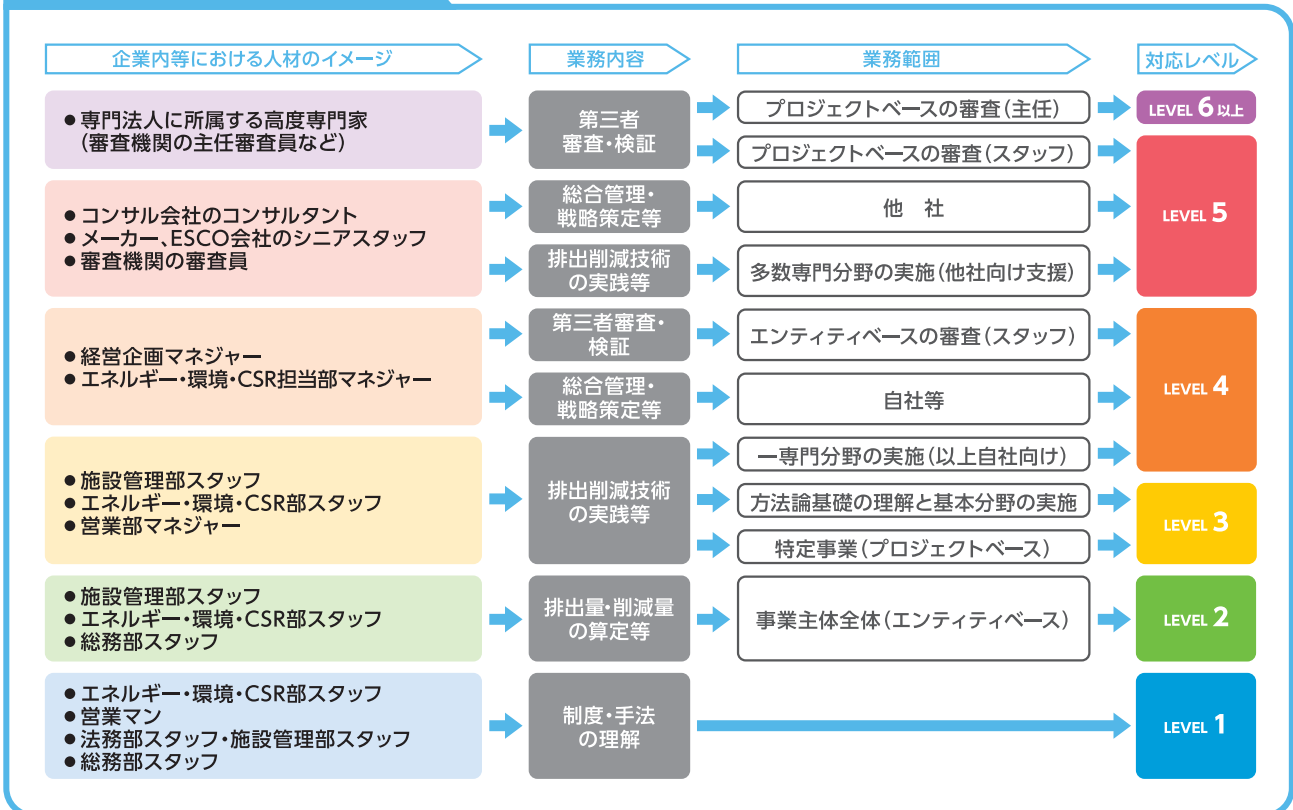 企業内等における人材のイメージ
業務内容
業務範囲
対応レベル
●専門法人に所属する高度専門家
(審査機関の主任審査員など)
第三者
審査・検証
プロジェクトベースの審査(主任)
LEVEL 6 以上
プロジェクトベースの審査(スタッフ)
●コンサル会社のコンサルタント
●メーカー、ESCO会社のシニアスタッフ
●審査機関の審査員
総合管理・
戦略策定等
他 社
LEVEL 5
排出削減技術
の実践等
多数専門分野の実施(他社向け支援)
●経営企画マネジャー
●エネルギー・環境・CSR担当部マネジャー
第三者審査・
検証
エンティティベースの審査(スタッフ)
総合管理・
戦略策定等
自社等
LEVEL 4
●施設管理部スタッフ
●エネルギー・環境・CSR部スタッフ
●営業部マネジャー
排出削減技術
の実践等
一専門分野の実施(以上自社向け)
方法論基礎の理解と基本分野の実施
特定事業(プロジェクトベース)
LEVEL 3
●施設管理部スタッフ
●エネルギー・環境・CSR部スタッフ
●総務部スタッフ
排出量・削減量
の算定等
事業主体全体(エンティティベース)
LEVEL 2
●エネルギー・環境・CSR部スタッフ
●営業マン
●法務部スタッフ・施設管理部スタッフ
●総務部スタッフ
制度・手法
の理解
LEVEL 1